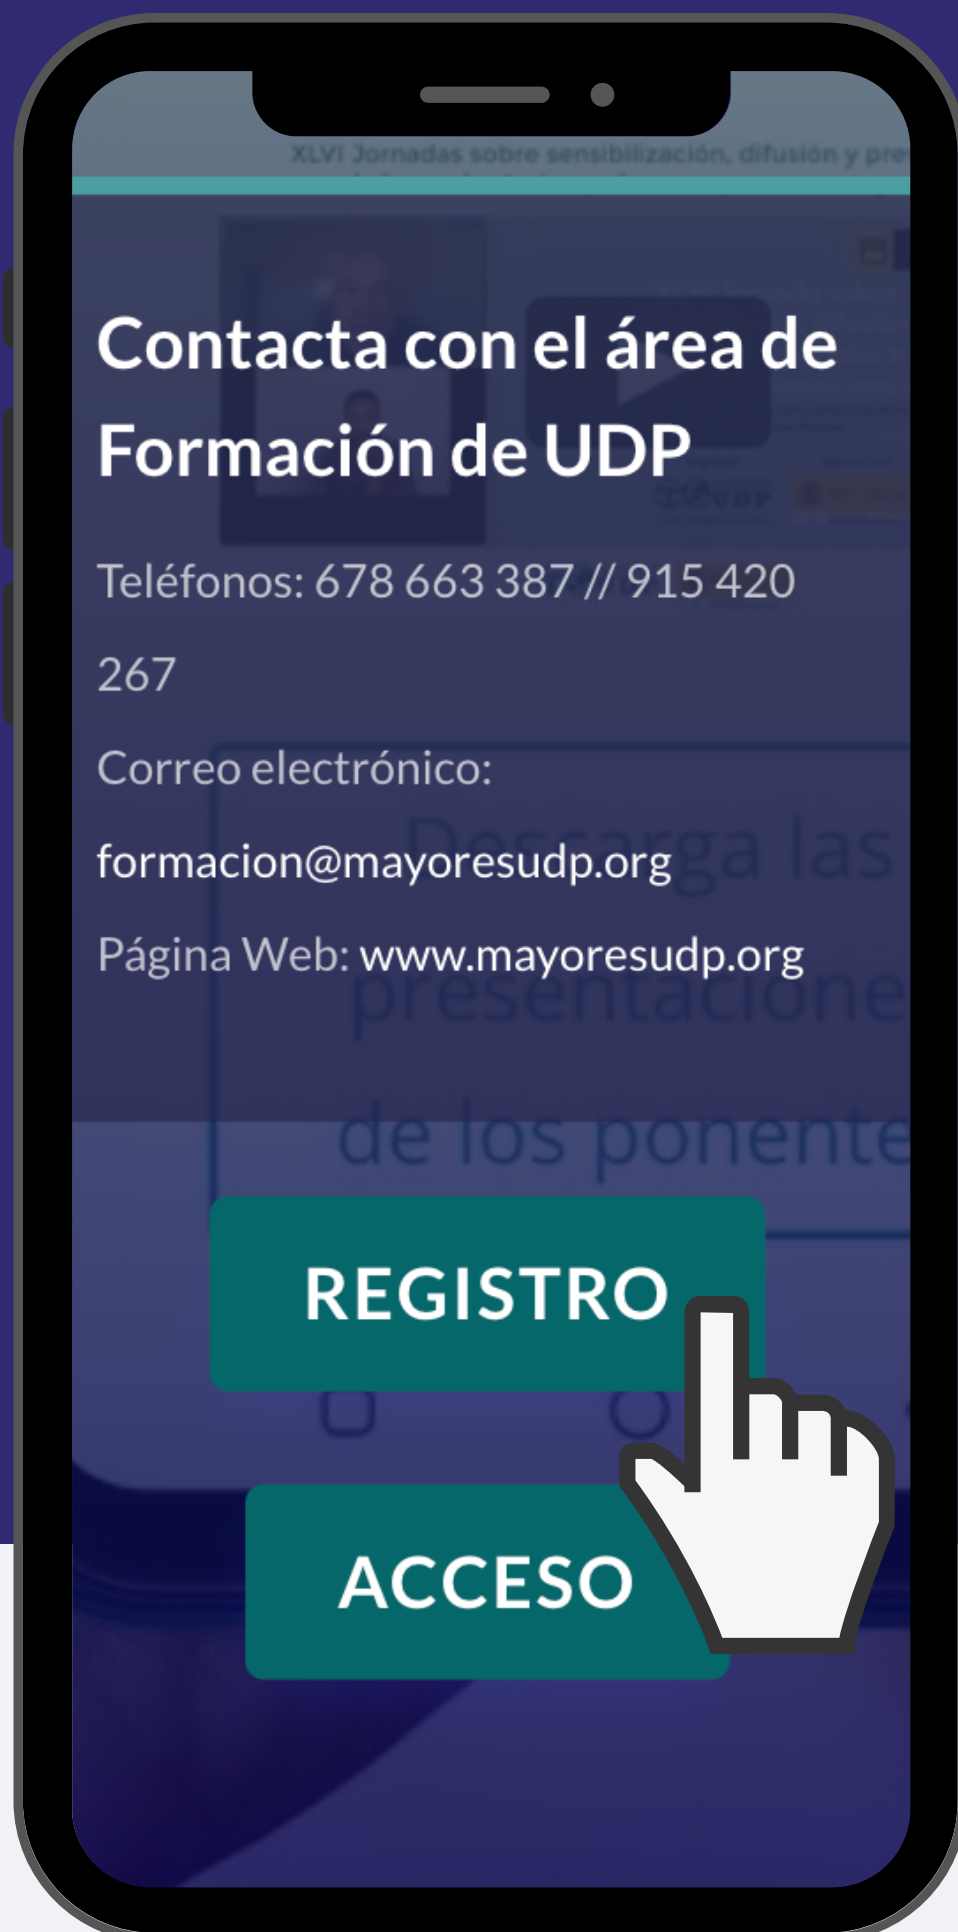 XLVI Jornadas sobre sensibilización, difusión y
Contacta con el área de
Formación de UDP
Teléfonos: 678 663 387 // 915 420
267
Correo electrónico:
formacion@mayoresudp.org
Página Web: www.mayoresudp.org
UDP
Descarga las
presentacione
de los ponente
REGISTRO
ACCESO